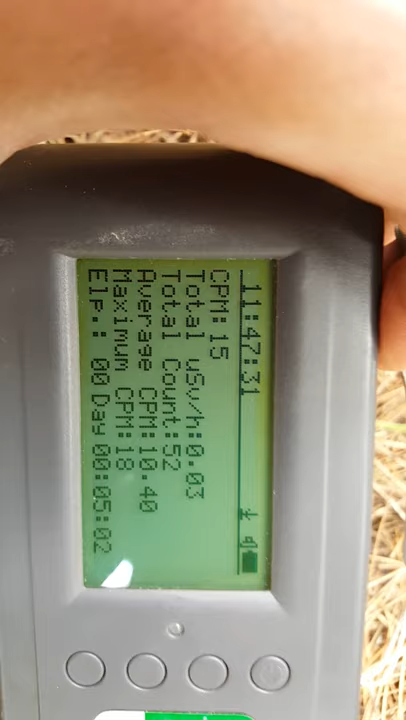 11:47:31
CPM:15
Total uSv/h:0.03
Total Count:52
Average CPM:10.40
Maximum CPM:18
Elp.: 00 Day 00:05:02